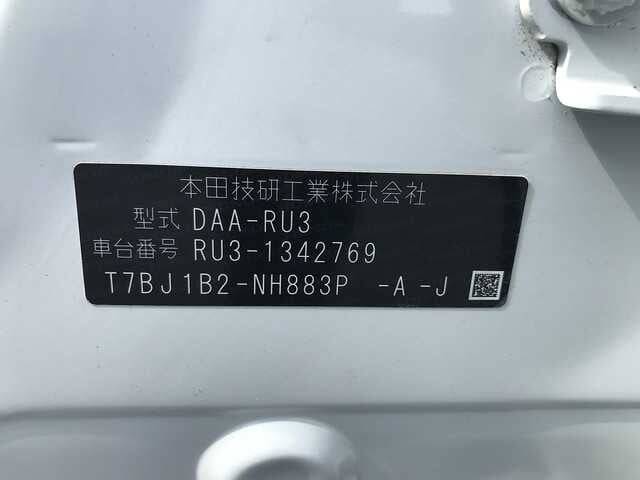 本田技研工業株式会社
型式 DAA-RU3
車台番号 RU3-1342769
T7BJ1B2-NH883P -A -J